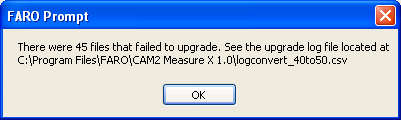 FARO Prompt
There were 45 files that failed to upgrade. See the upgrade log file located at
C:\Program Files\FARO\CAM2 Measure X 1.0\logconvert_40to50.csv
OK